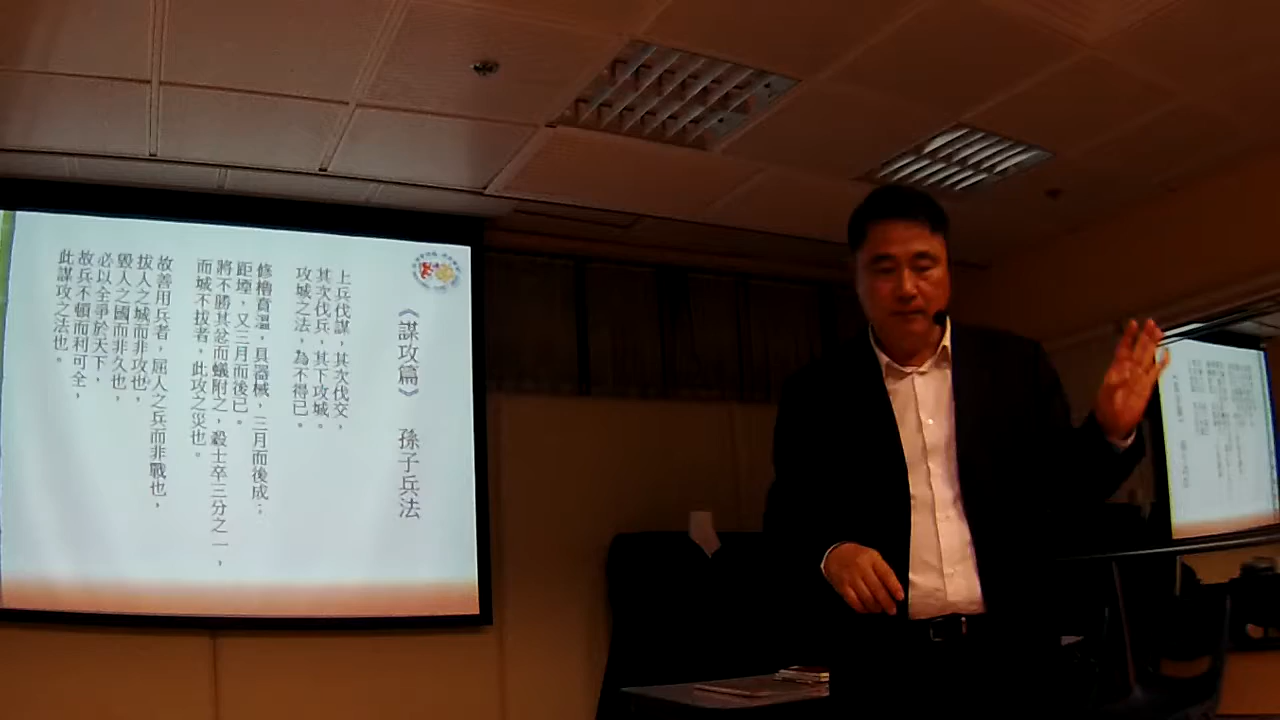 《謀攻篇》 孫子兵法
上兵伐謀，其次伐交，
其次伐兵，其下攻城。
攻城之法，為不得已。
修櫓轒溫，具器械，三月而後成；
距堙，又三月而後已。
將不勝其忿而蟻附之，殺士卒三分之一，
而城不拔者，此攻之災也。
故善用兵者，屈人之兵而非戰也，
拔人之城而非攻也，
毀人之國而非久也，
必以全爭於天下，
故兵不頓而利可全，
此謀攻之法也。